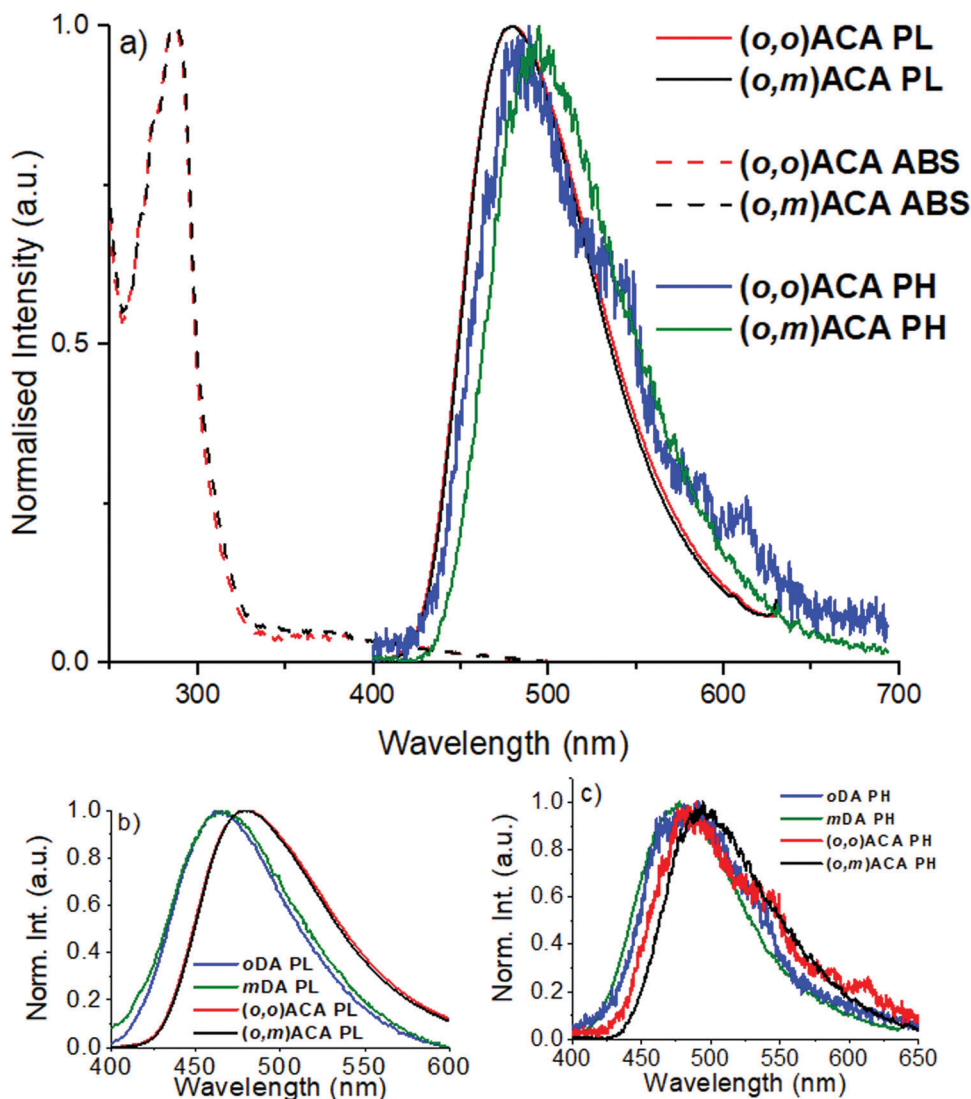 a)
1.0
0.5
0.0
Normalised Intensity (a.u.)
300 400 500 600 700
Wavelength (nm)
(o,o)ACA PL
(o,m)ACA PL
(o,o)ACA ABS
(o,m)ACA ABS
(o,o)ACA PH
(o,m)ACA PH
b)
1.0
0.8
0.6
0.4
0.2
0.0
Norm. Int. (a.u.)
oDA PL
mDA PL
(o,o)ACA PL
(o,m)ACA PL
400 450 500 550 600
Wavelength (nm)
c)
1.0
0.8
0.6
0.4
0.2
0.0
Norm. Int. (a.u.)
oDA PH
mDA PH
(o,o)ACA PH
(o,m)ACA PH
400 450 500 550 600 650
Wavelength (nm)